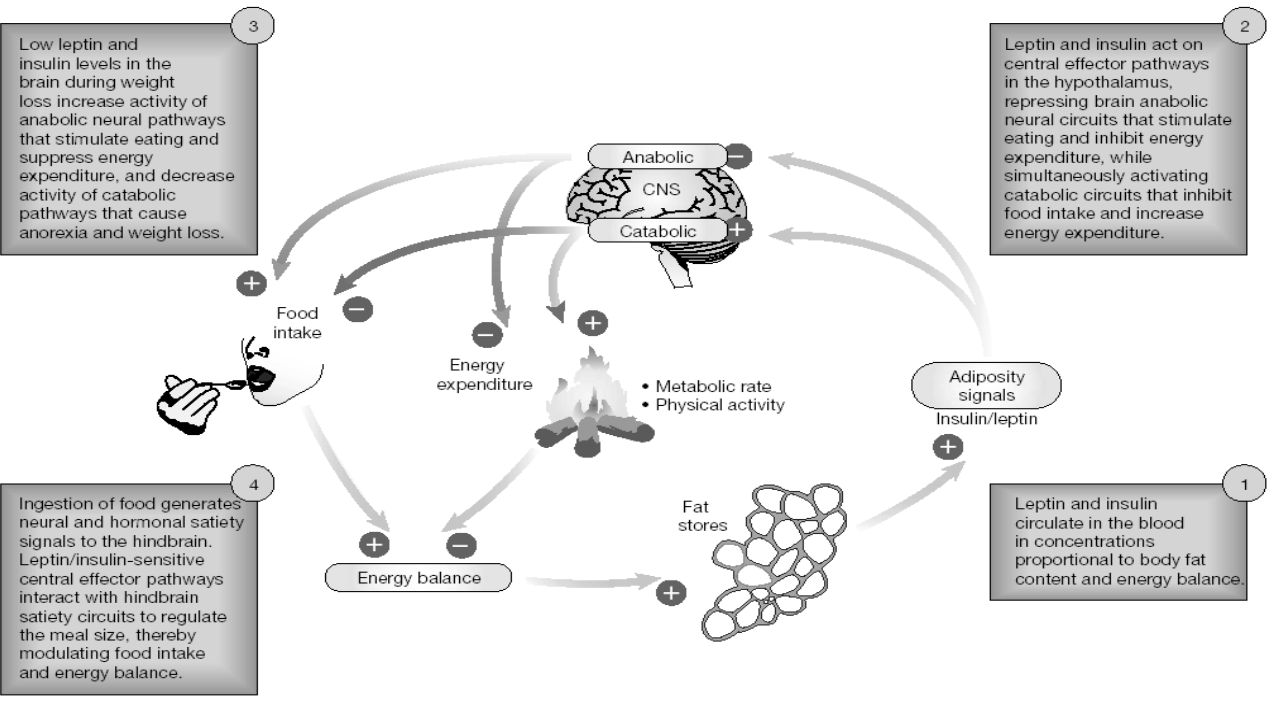 3
Low leptin and
insulin levels in the
brain during weight
loss increase activity of
anabolic neural pathways
that stimulate eating and
suppress energy
expenditure, and decrease
activity of catabolic
pathways that cause
anorexia and weight loss.
2
Leptin and insulin act on
central effector pathways
in the hypothalamus,
repressing brain anabolic
neural circuits that stimulate
eating and inhibit energy
expenditure, while
simultaneously activating
catabolic circuits that inhibit
food intake and increase
energy expenditure.
Anabolic
−
CNS
Catabolic
+
+
Food
intake
−
−
Energy
expenditure
+
• Metabolic rate
• Physical activity
Adiposity
signals
Insulin/leptin
+
4
Ingestion of food generates
neural and hormonal satiety
signals to the hindbrain.
Leptin/insulin-sensitive
central effector pathways
interact with hindbrain
satiety circuits to regulate
the meal size, thereby
modulating food intake
and energy balance.
+
−
Energy balance
+
Fat
stores
1
Leptin and insulin
circulate in the blood
in concentrations
proportional to body fat
content and energy balance.